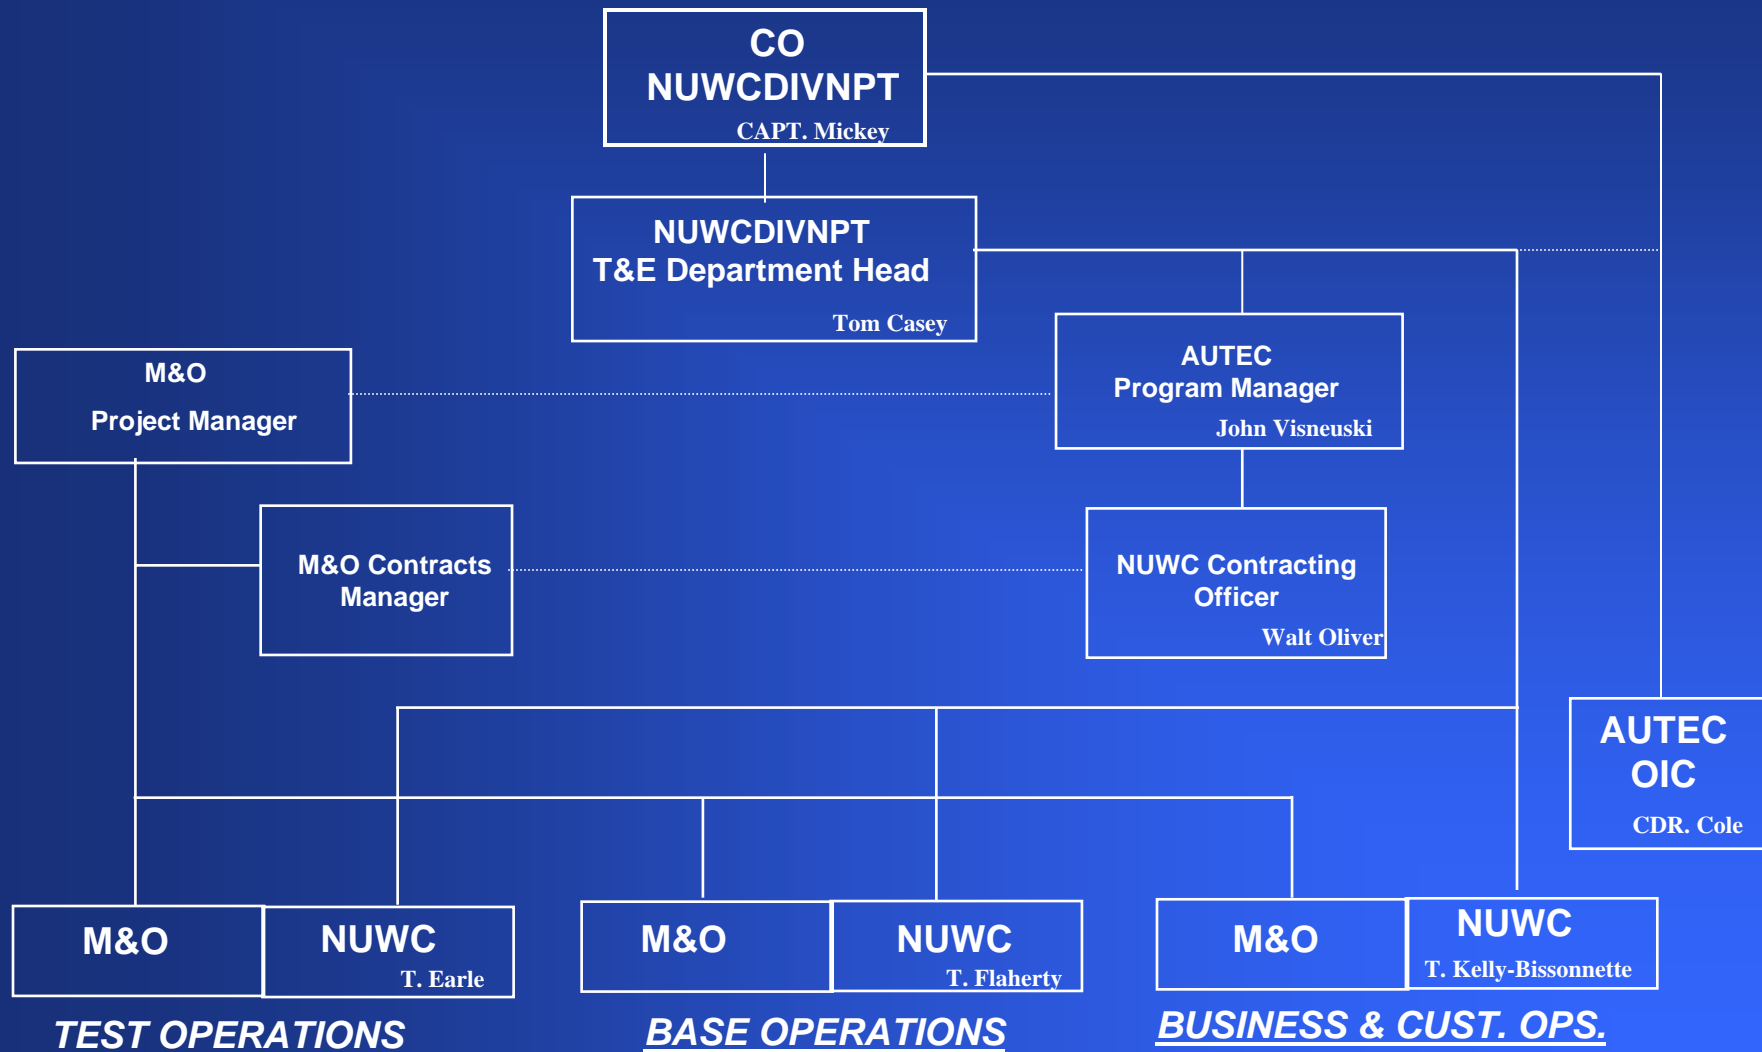 CO
NUWCDIVNPT
CAPT. Mickey
NUWCDIVNPT
T&E Department Head
Tom Casey
M&O
Project Manager
AUTEC
Program Manager
John Visneuski
M&O Contracts
Manager
NUWC Contracting
Officer
Walt Oliver
AUTEC
OIC
CDR. Cole
M&O
NUWC
T. Earle
M&O
NUWC
T. Flaherty
M&O
NUWC
T. Kelly-Bissonnette
TEST OPERATIONS
BASE OPERATIONS
BUSINESS & CUST. OPS.